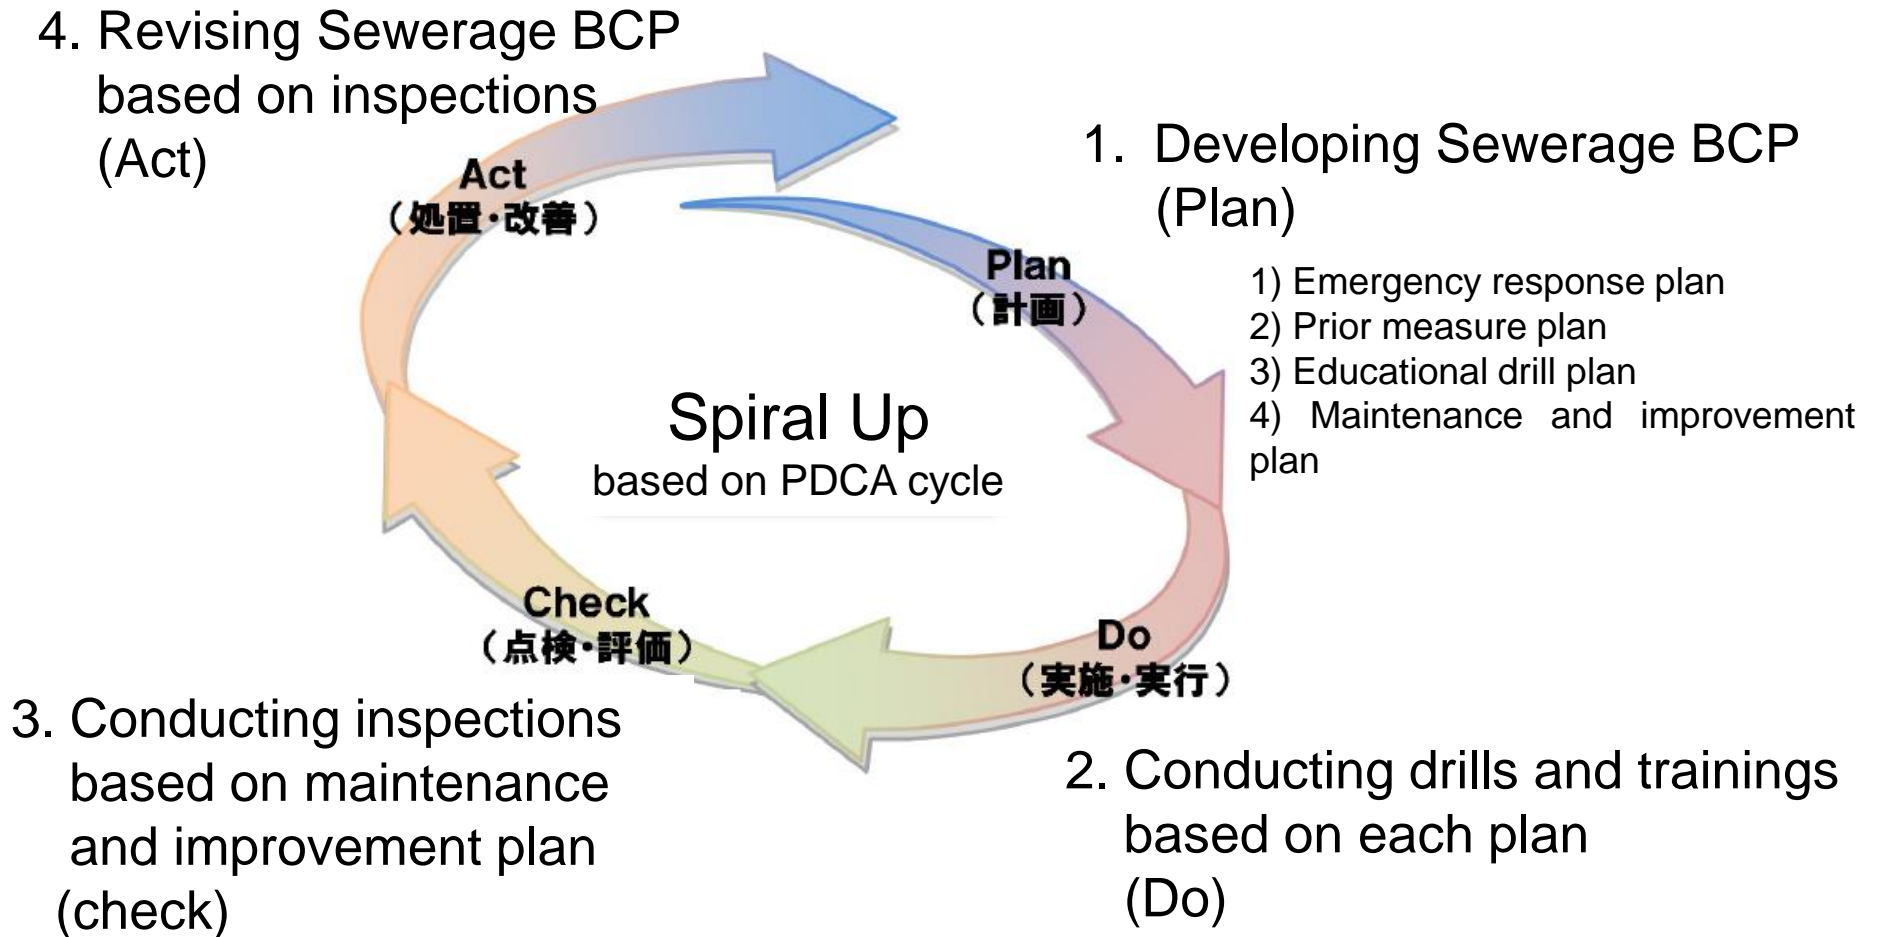 4. Revising Sewerage BCP
based on inspections
(Act)
Act
（処置・改善）
1. Developing Sewerage BCP
(Plan)
Plan
（計画）
1) Emergency response plan
2) Prior measure plan
3) Educational drill plan
4) Maintenance and improvement
plan
Spiral Up
based on PDCA cycle
Check
（点検・評価）
Do
（実施・実行）
3. Conducting inspections
based on maintenance
and improvement plan
(check)
2. Conducting drills and trainings
based on each plan
(Do)